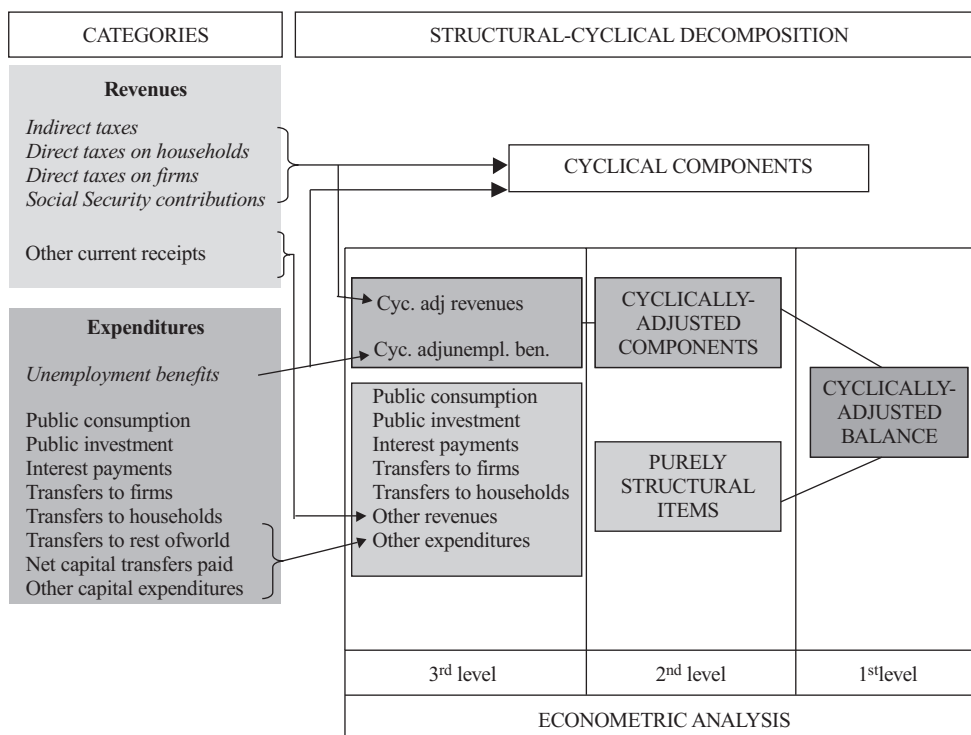 CATEGORIES
STRUCTURAL-CYCLICAL DECOMPOSITION
Revenues
Indirect taxes
Direct taxes on households
Direct taxes on firms
Social Security contributions
Other current receipts
Expenditures
Unemployment benefits
Public consumption
Public investment
Interest payments
Transfers to firms
Transfers to households
Transfers to rest ofworld
Net capital transfers paid
Other capital expenditures
CYCLICAL COMPONENTS
Cyc. adj revenues
Cyc. adjunempl. ben.
Public consumption
Public investment
Interest payments
Transfers to firms
Transfers to households
Other revenues
Other expenditures
CYCLICALLY-
ADJUSTED
COMPONENTS
PURELY
STRUCTURAL
ITEMS
CYCLICALLY-
ADJUSTED
BALANCE
3rd level
2nd level
1stlevel
ECONOMETRIC ANALYSIS